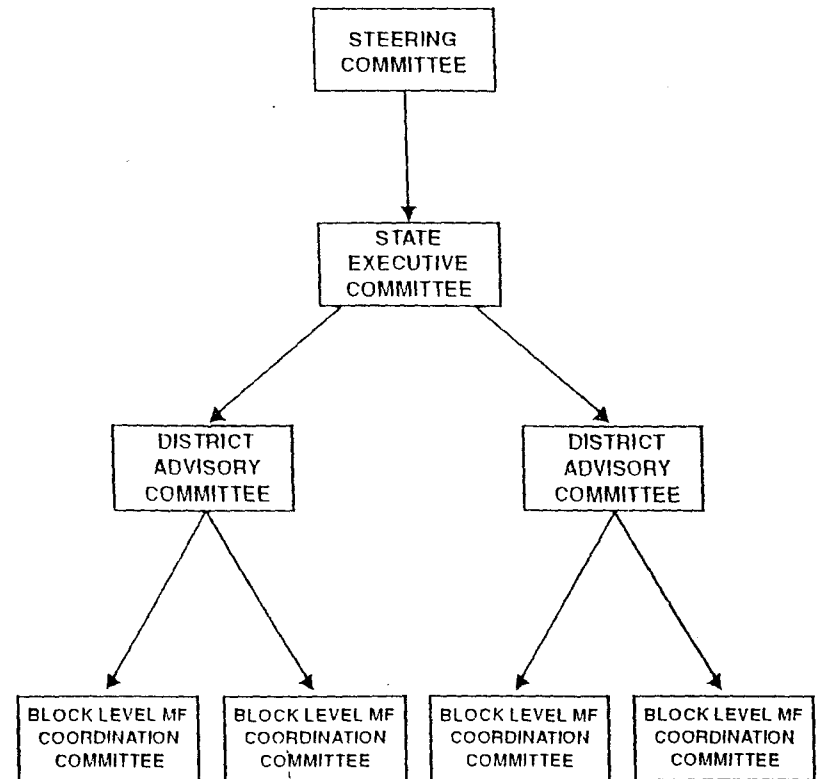 STEERING
COMMITTEE
STATE
EXECUTIVE
COMMITTEE
DISTRICT
ADVISORY
COMMITTEE
DISTRICT
ADVISORY
COMMITTEE
BLOCK LEVEL MF
COORDINATION
COMMITTEE
BLOCK LEVEL MF
COORDINATION
COMMITTEE
BLOCK LEVEL MF
COORDINATION
COMMITTEE
BLOCK LEVEL MF
COORDINATION
COMMITTEE